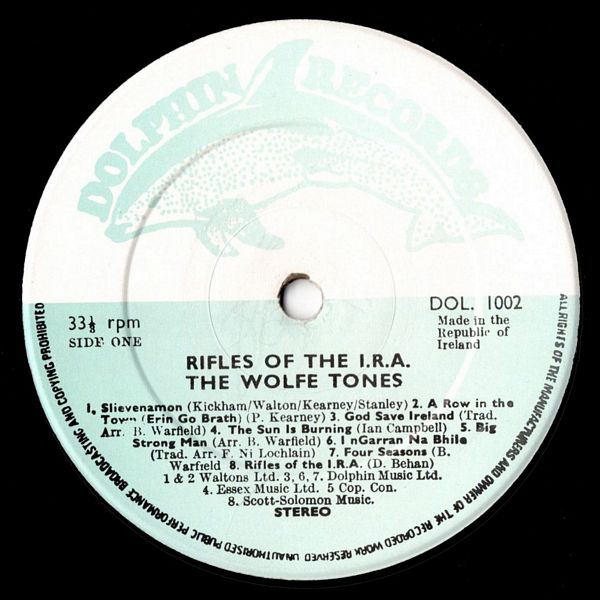 DOLPHIN RECORDS
33⅓ rpm
SIDE ONE
DOL. 1002
Made in the
Republic of
Ireland
RIFLES OF THE I.R.A.
THE WOLFE TONES
1. Slievenamon (Kickham/Walton/Kearney/Stanley) 2. A Row in the
Town (Erin Go Brath) (P. Kearney) 3. God Save Ireland (Trad.
Arr. B. Warfield) 4. The Sun Is Burning (Ian Campbell) 5. Big
Strong Man (Arr. B. Warfield) 6. I nGarran Na Bhile
(Trad. Arr. F. Ni Lochlain) 7. Four Seasons (B.
Warfield 8. Rifles of the I.R.A. (D. Behan)
1 & 2 Waltons Ltd. 3, 6, 7. Dolphin Music Ltd.
4. Essex Music Ltd. 5 Cop. Con.
8. Scott-Solomon Music.
STEREO
ALL RIGHTS OF THE MANUFACTURERS AND OWNER OF THE RECORDED WORK RESERVED UNAUTHORISED PUBLIC PERFORMANCE BROADCASTING AND COPYING PROHIBITED